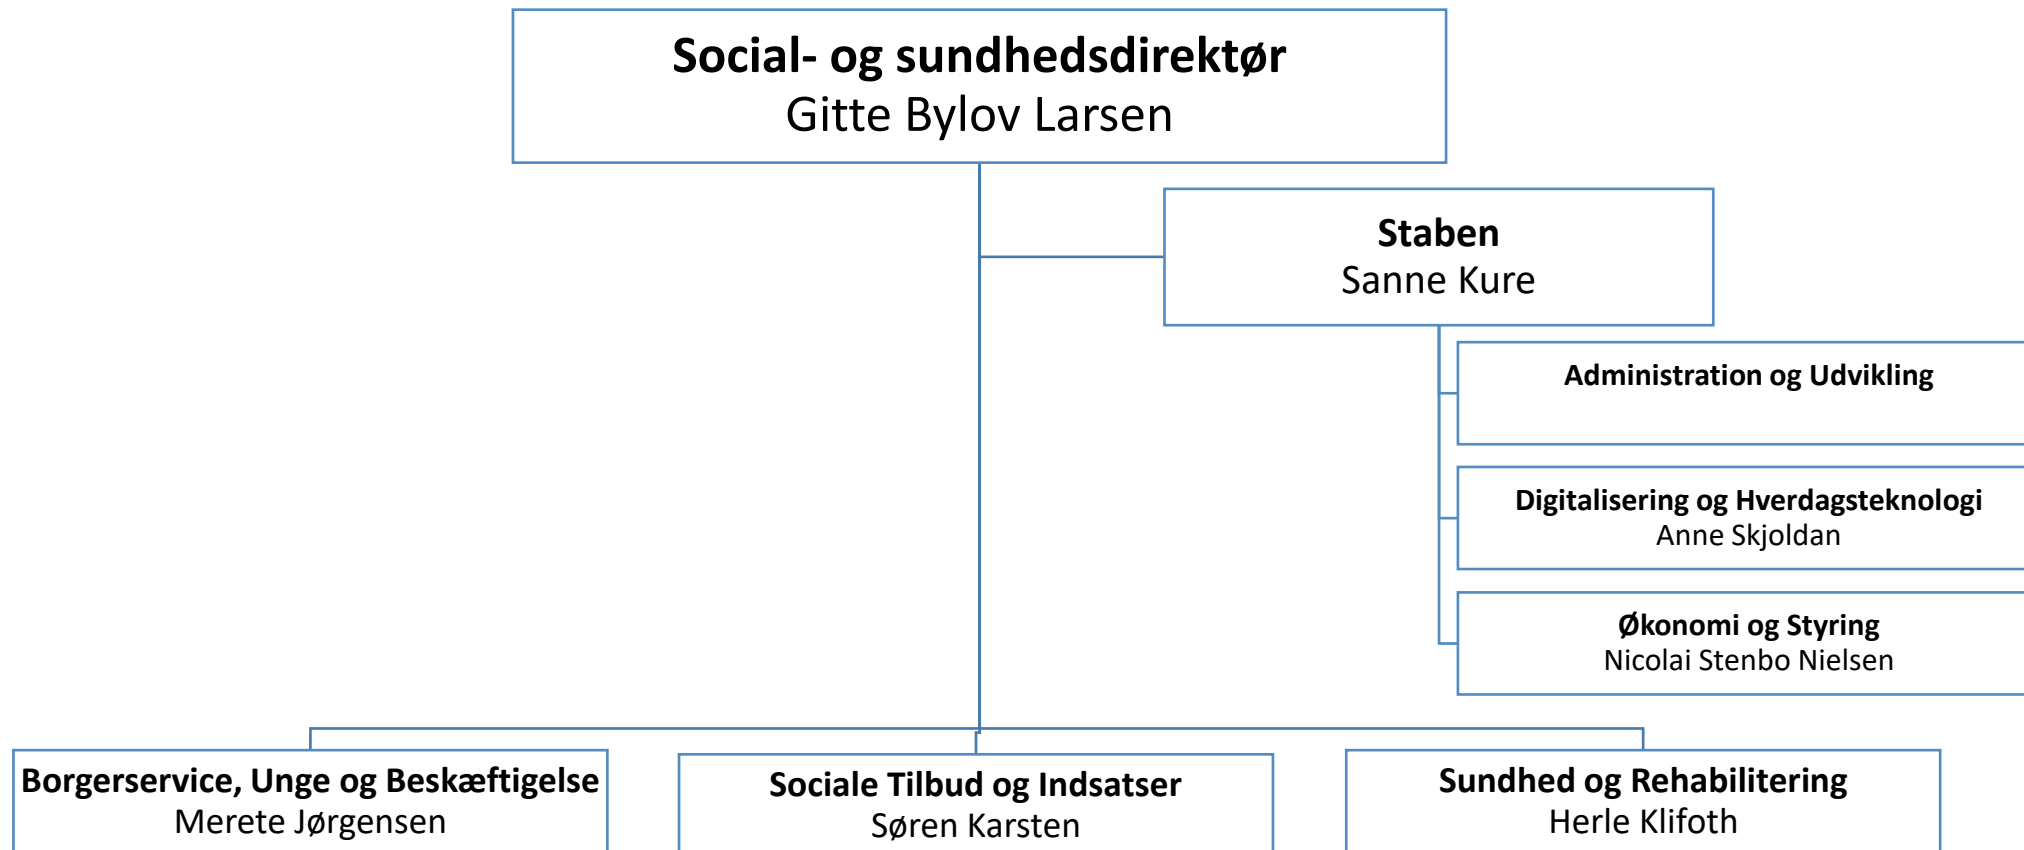 Social- og sundhedsdirektør
Gitte Bylov Larsen
Staben
Sanne Kure
Administration og Udvikling
Digitalisering og Hverdagsteknologi
Anne Skjoldan
Økonomi og Styring
Nicolai Stenbo Nielsen
Borgerservice, Unge og Beskæftigelse
Merete Jørgensen
Sociale Tilbud og Indsatser
Søren Karsten
Sundhed og Rehabilitering
Herle Klifoth